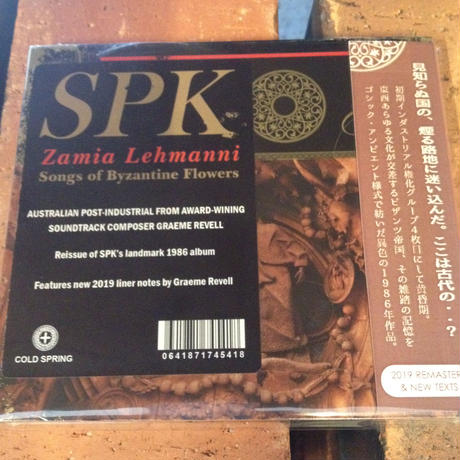 SPK
Zamia Lehmanni
Songs of Byzantine Flowers
AUSTRALIAN POST-INDUSTRIAL FROM AWARD-WINING
SOUNDTRACK COMPOSER GRAEME REVELL
Reissue of SPK's landmark 1986 album
Features new 2019 liner notes by Graeme Revell
COLD SPRING
0641871745418
見知らぬ国の、煙る路地に迷い込んだ。ここは古代の・・?
初期インダストリアル権化グループ4枚目にして黄昏期。
東西あらゆる文化が交差するビザンツ帝国、その雑踏の記憶を
ゴシック・アンビエント様式で紡いだ異色の1986年作品。
2019 REMASTER
& NEW TEXTS